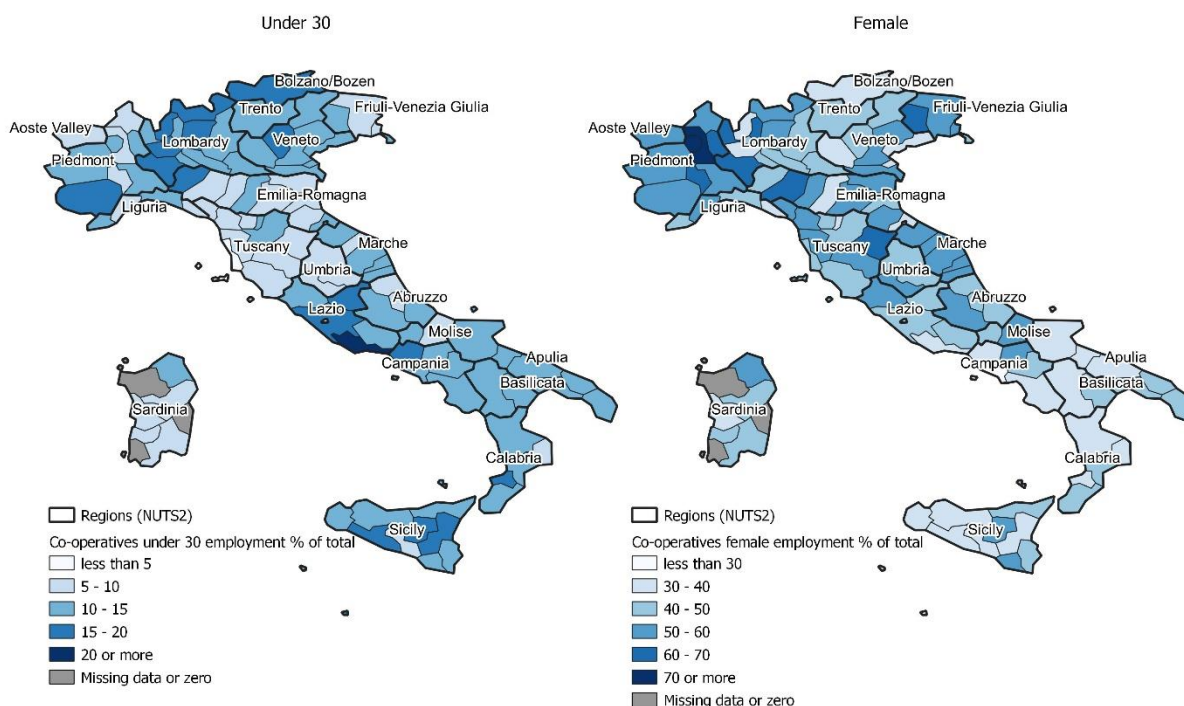 Under 30
Bolzano/Bozen
Trento
Friuli-Venezia Giulia
Aoste Valley
Lombardy
Veneto
Piedmont
Emilia-Romagna
Liguria
Tuscany
Marche
Umbria
Lazio
Abruzzo
Molise
Campania
Apulia
Basilicata
Sardinia
Calabria
Sicily
Regions (NUTS2)
Co-operatives under 30 employment % of total
less than 5
5 - 10
10 - 15
15 - 20
20 or more
Missing data or zero
Female
Bolzano/Bozen
Trento
Friuli-Venezia Giulia
Aoste Valley
Lombardy
Veneto
Piedmont
Emilia-Romagna
Liguria
Tuscany
Marche
Umbria
Lazio
Abruzzo
Molise
Campania
Apulia
Basilicata
Sardinia
Calabria
Sicily
Regions (NUTS2)
Co-operatives female employment % of total
less than 30
30 - 40
40 - 50
50 - 60
60 - 70
70 or more
Missing data or zero